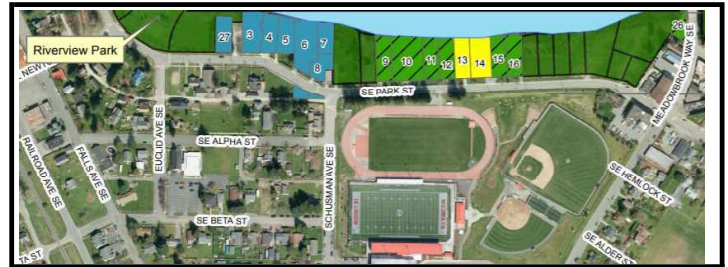 Riverview Park
27
3
4
5
6
7
8
9
10
11
12
13
14
15
16
26
SE PARK ST
MEADOWBROOK WAY SE
RAILROAD AVE SE
FALLS AVE SE
EUCLID AVE SE
SE ALPHA ST
SE BETA ST
SCHUSMAN AVE SE
SE HEMLOCK ST
SE ALDER ST
TA ST